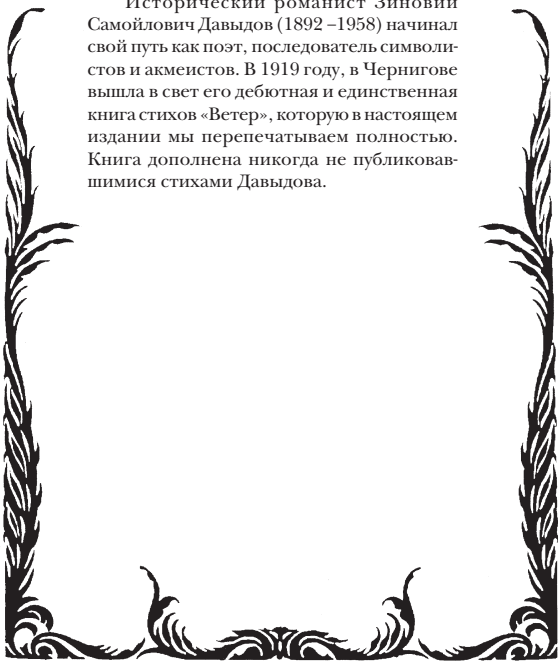 Исторический романист Зиновий
Самойлович Давыдов (1892 –1958) начинал
свой путь как поэт, последователь символи-
стов и акмеистов. В 1919 году, в Чернигове
вышла в свет его дебютная и единственная
книга стихов «Ветер», которую в настоящем
издании мы перепечатываем полностью.
Книга дополнена никогда не публиковав-
шимися стихами Давыдова.